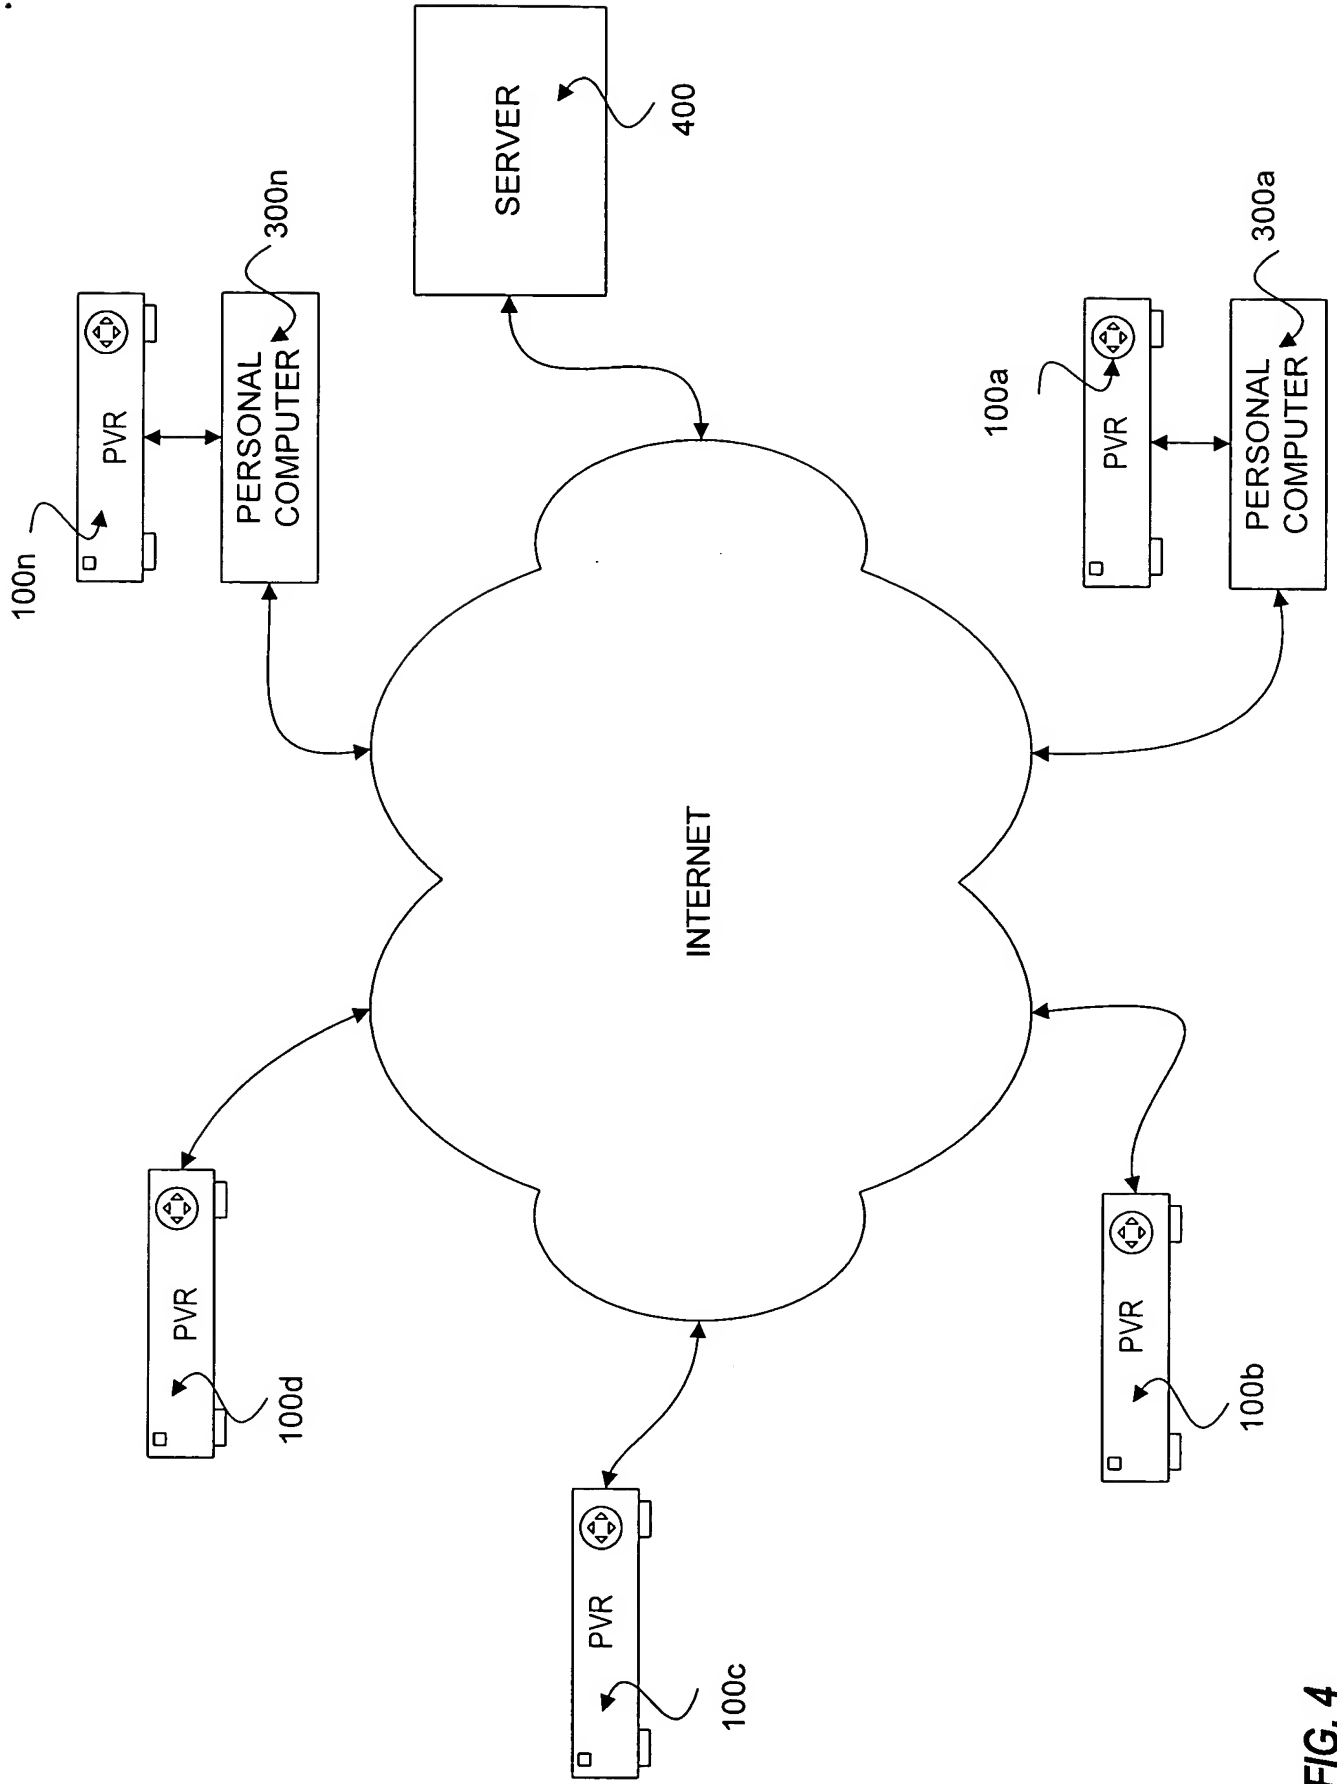 100n
PVR
PERSONAL
COMPUTER
300n
SERVER
400
100d
PVR
INTERNET
100c
PVR
100b
PVR
100a
PVR
PERSONAL
COMPUTER
300a
FIG. 4